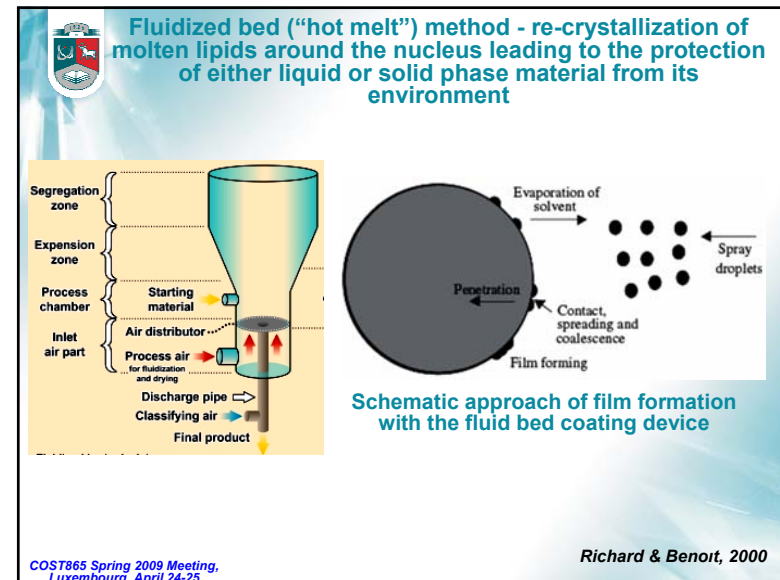 Fluidized bed (“hot melt”) method - re-crystallization of
molten lipids around the nucleus leading to the protection
of either liquid or solid phase material from its
environment
Segregation
zone
Expension
zone
Process
chamber
Inlet
air part
Starting
material
Air distributor
Process air
for fluidization
and drying
Discharge pipe
Classifying air
Final product
Evaporation of
solvent
Spray
droplets
Penetration
Contact,
spreading and
coalescence
Film forming
Schematic approach of film formation
with the fluid bed coating device
Richard & Benoıt, 2000
COST865 Spring 2009 Meeting,
Luxembourg, April 24-25